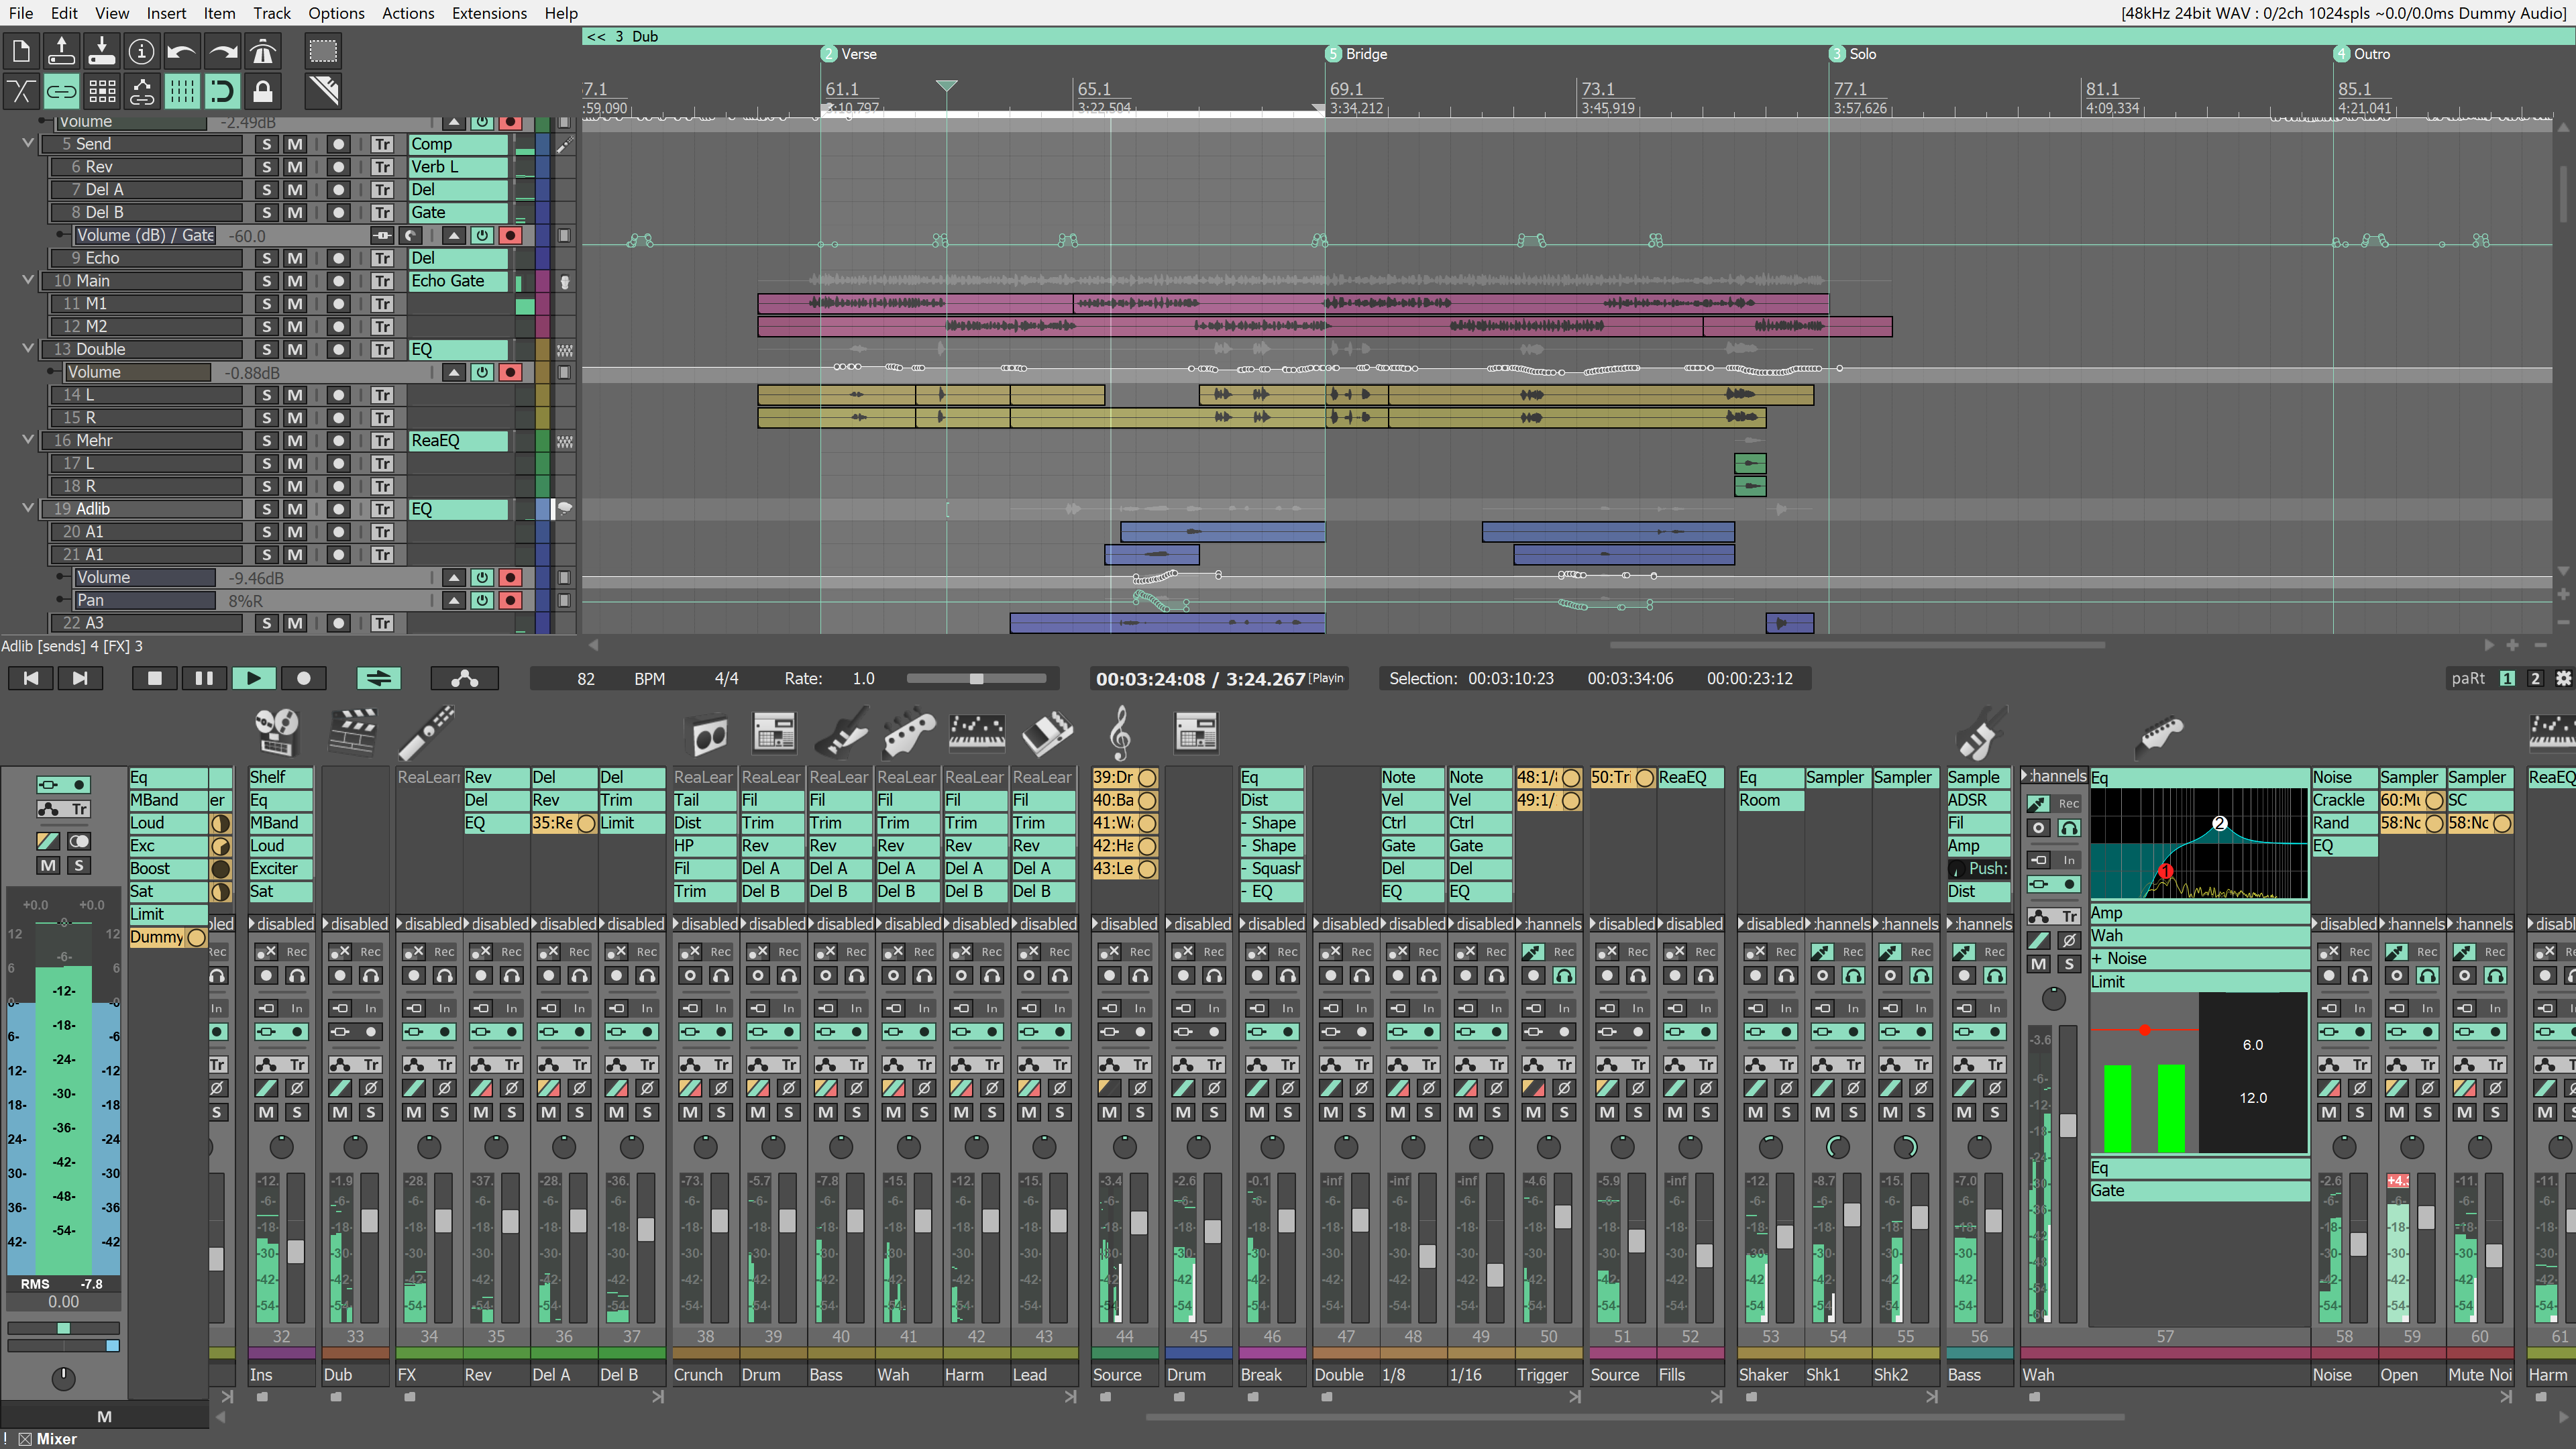 File Edit View Insert Item Track Options Actions Extensions Help
[48kHz 24bit WAV : 0/2ch 1024spls ~0.0/0.0ms Dummy Audio]
<< 3 Dub
2 Verse 5 Bridge 3 Solo 4 Outro
61.1 65.1 69.1 73.1 77.1 81.1 85.1
3:10.797 3:22.504 3:34.212 3:45.919 3:57.626 4:09.334 4:21.041
Volume -2.49dB
5 Send S M Tr Comp
6 Rev S M Tr Verb L
7 Del A S M Tr Del
8 Del B S M Tr Gate
Volume (dB) / Gate -60.0
9 Echo S M Tr Del
10 Main S M Tr Echo Gate
11 M1 S M Tr
12 M2 S M Tr
13 Double S M Tr EQ
Volume -0.88dB
14 L S M Tr
15 R S M Tr
16 Mehr S M Tr ReaEQ
17 L S M Tr
18 R S M Tr
19 Adlib S M Tr EQ
20 A1 S M Tr
21 A1 S M Tr
Volume -9.46dB
Pan 8%R
22 A3 S M Tr
Adlib [sends] 4 [FX] 3
82 BPM 4/4 Rate: 1.0 00:03:24:08 / 3:24.267 [Playin Selection: 00:03:10:23 00:03:34:06 00:00:23:12 paRt 1 2
Eq Shelf ReaLearn Rev Del Del ReaLear ReaLear ReaLear ReaLear ReaLear ReaLear 39:Dr Eq Note Note 50:Tr ReaEQ Eq Sampler Sampler Sample Eq Noise Sampler Sampler ReaEQ
MBand Eq Del Rev Trim Tail Fil Fil Fil Fil Fil 40:Ba Dist Vel Vel 49:1/ Room ADSR Crackle 60:Mu SC
Loud MBand EQ 35:Re Limit Dist Trim Trim Trim Trim Trim - Shape Ctrl Ctrl Fil Rand 58:Nc 58:Nc
Exc Loud HP Rev Rev Rev Rev Rev 42:Ha - Shape Gate Gate Amp EQ
Boost Exciter Fil Del A Del A Del A Del A Del A 43:Le - Squash Del Del Push:
Sat Sat Trim Del B Del B Del B Del B Del B - EQ EQ EQ Dist
Limit
Dummy
Amp
Wah
+ Noise
Limit
6.0
12.0
Eq
Gate
RMS -7.8
0.00
32 33 34 35 36 37 38 39 40 41 42 43 44 45 46 47 48 49 50 51 52 53 54 55 56 57 58 59 60 61
Ins Dub FX Rev Del A Del B Crunch Drum Bass Wah Harm Lead Source Drum Break Double 1/8 1/16 Trigger Source Fills Shaker Shk1 Shk2 Bass Wah Noise Open Mute Noi Harm
M
! Mixer